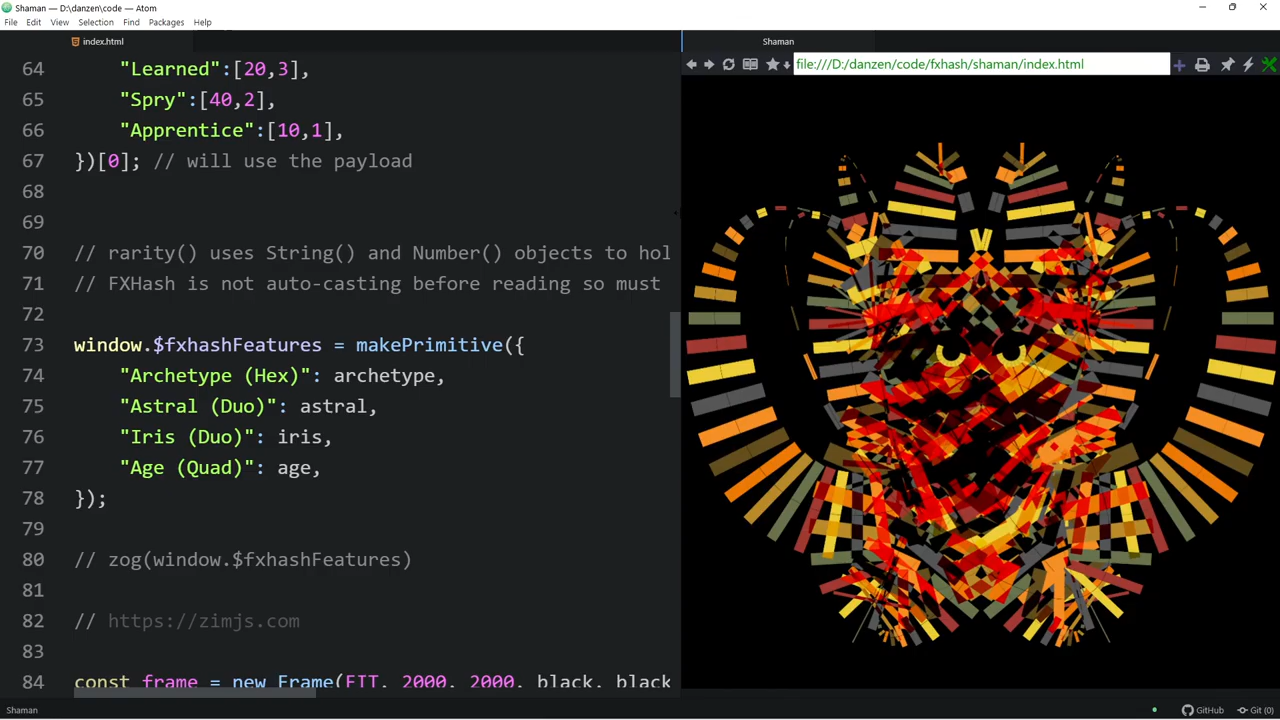 Shaman — D:\danzen\code — Atom
File Edit View Selection Find Packages Help
index.html
Shaman
file:///D:/danzen/code/fxhash/shaman/index.html
64 "Learned":[20,3],
65 "Spry":[40,2],
66 "Apprentice":[10,1],
67 })[0]; // will use the payload
68
69
70 // rarity() uses String() and Number() objects to hol
71 // FXHash is not auto-casting before reading so must
72
73 window.$fxhashFeatures = makePrimitive({
74 "Archetype (Hex)": archetype,
75 "Astral (Duo)": astral,
76 "Iris (Duo)": iris,
77 "Age (Quad)": age,
78 });
79
80 // zog(window.$fxhashFeatures)
81
82 // https://zimjs.com
83
84 const frame = new Frame(FIT, 2000, 2000, black, black
Shaman
GitHub
Git (0)